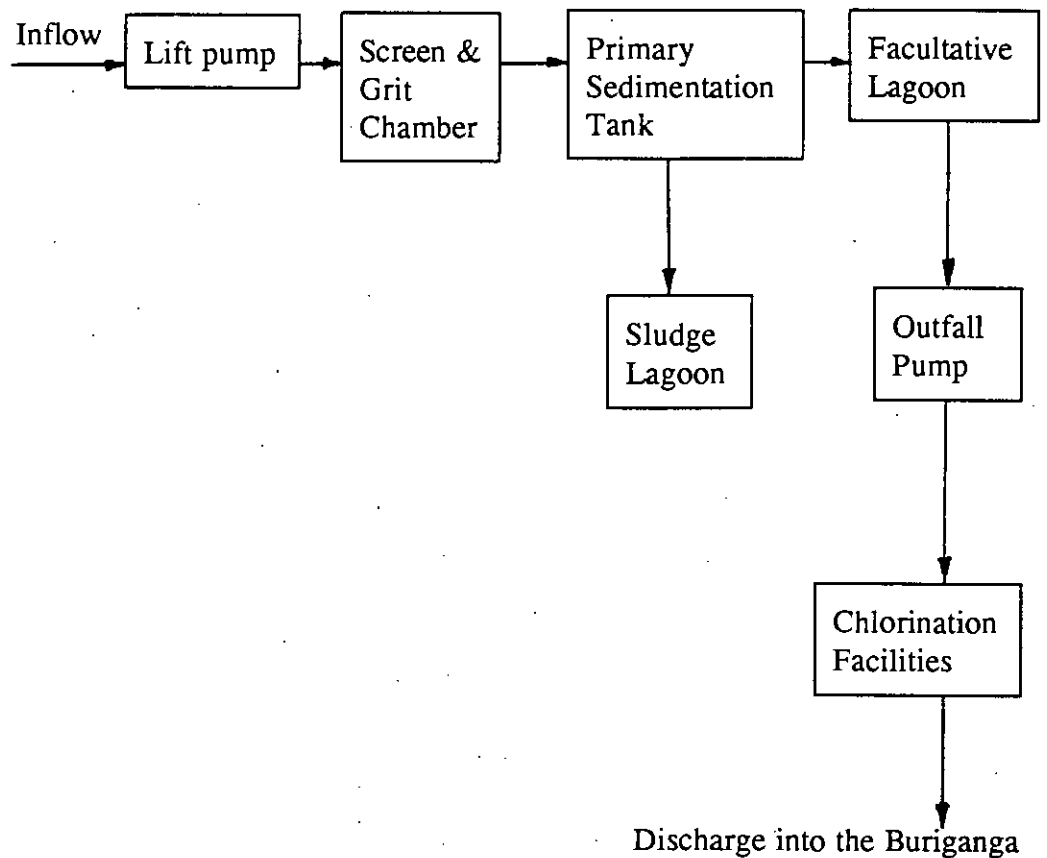 Inflow
Lift pump
Screen &
Grit
Chamber
Primary
Sedimentation
Tank
Facultative
Lagoon
Sludge
Lagoon
Outfall
Pump
Chlorination
Facilities
Discharge into the Buriganga